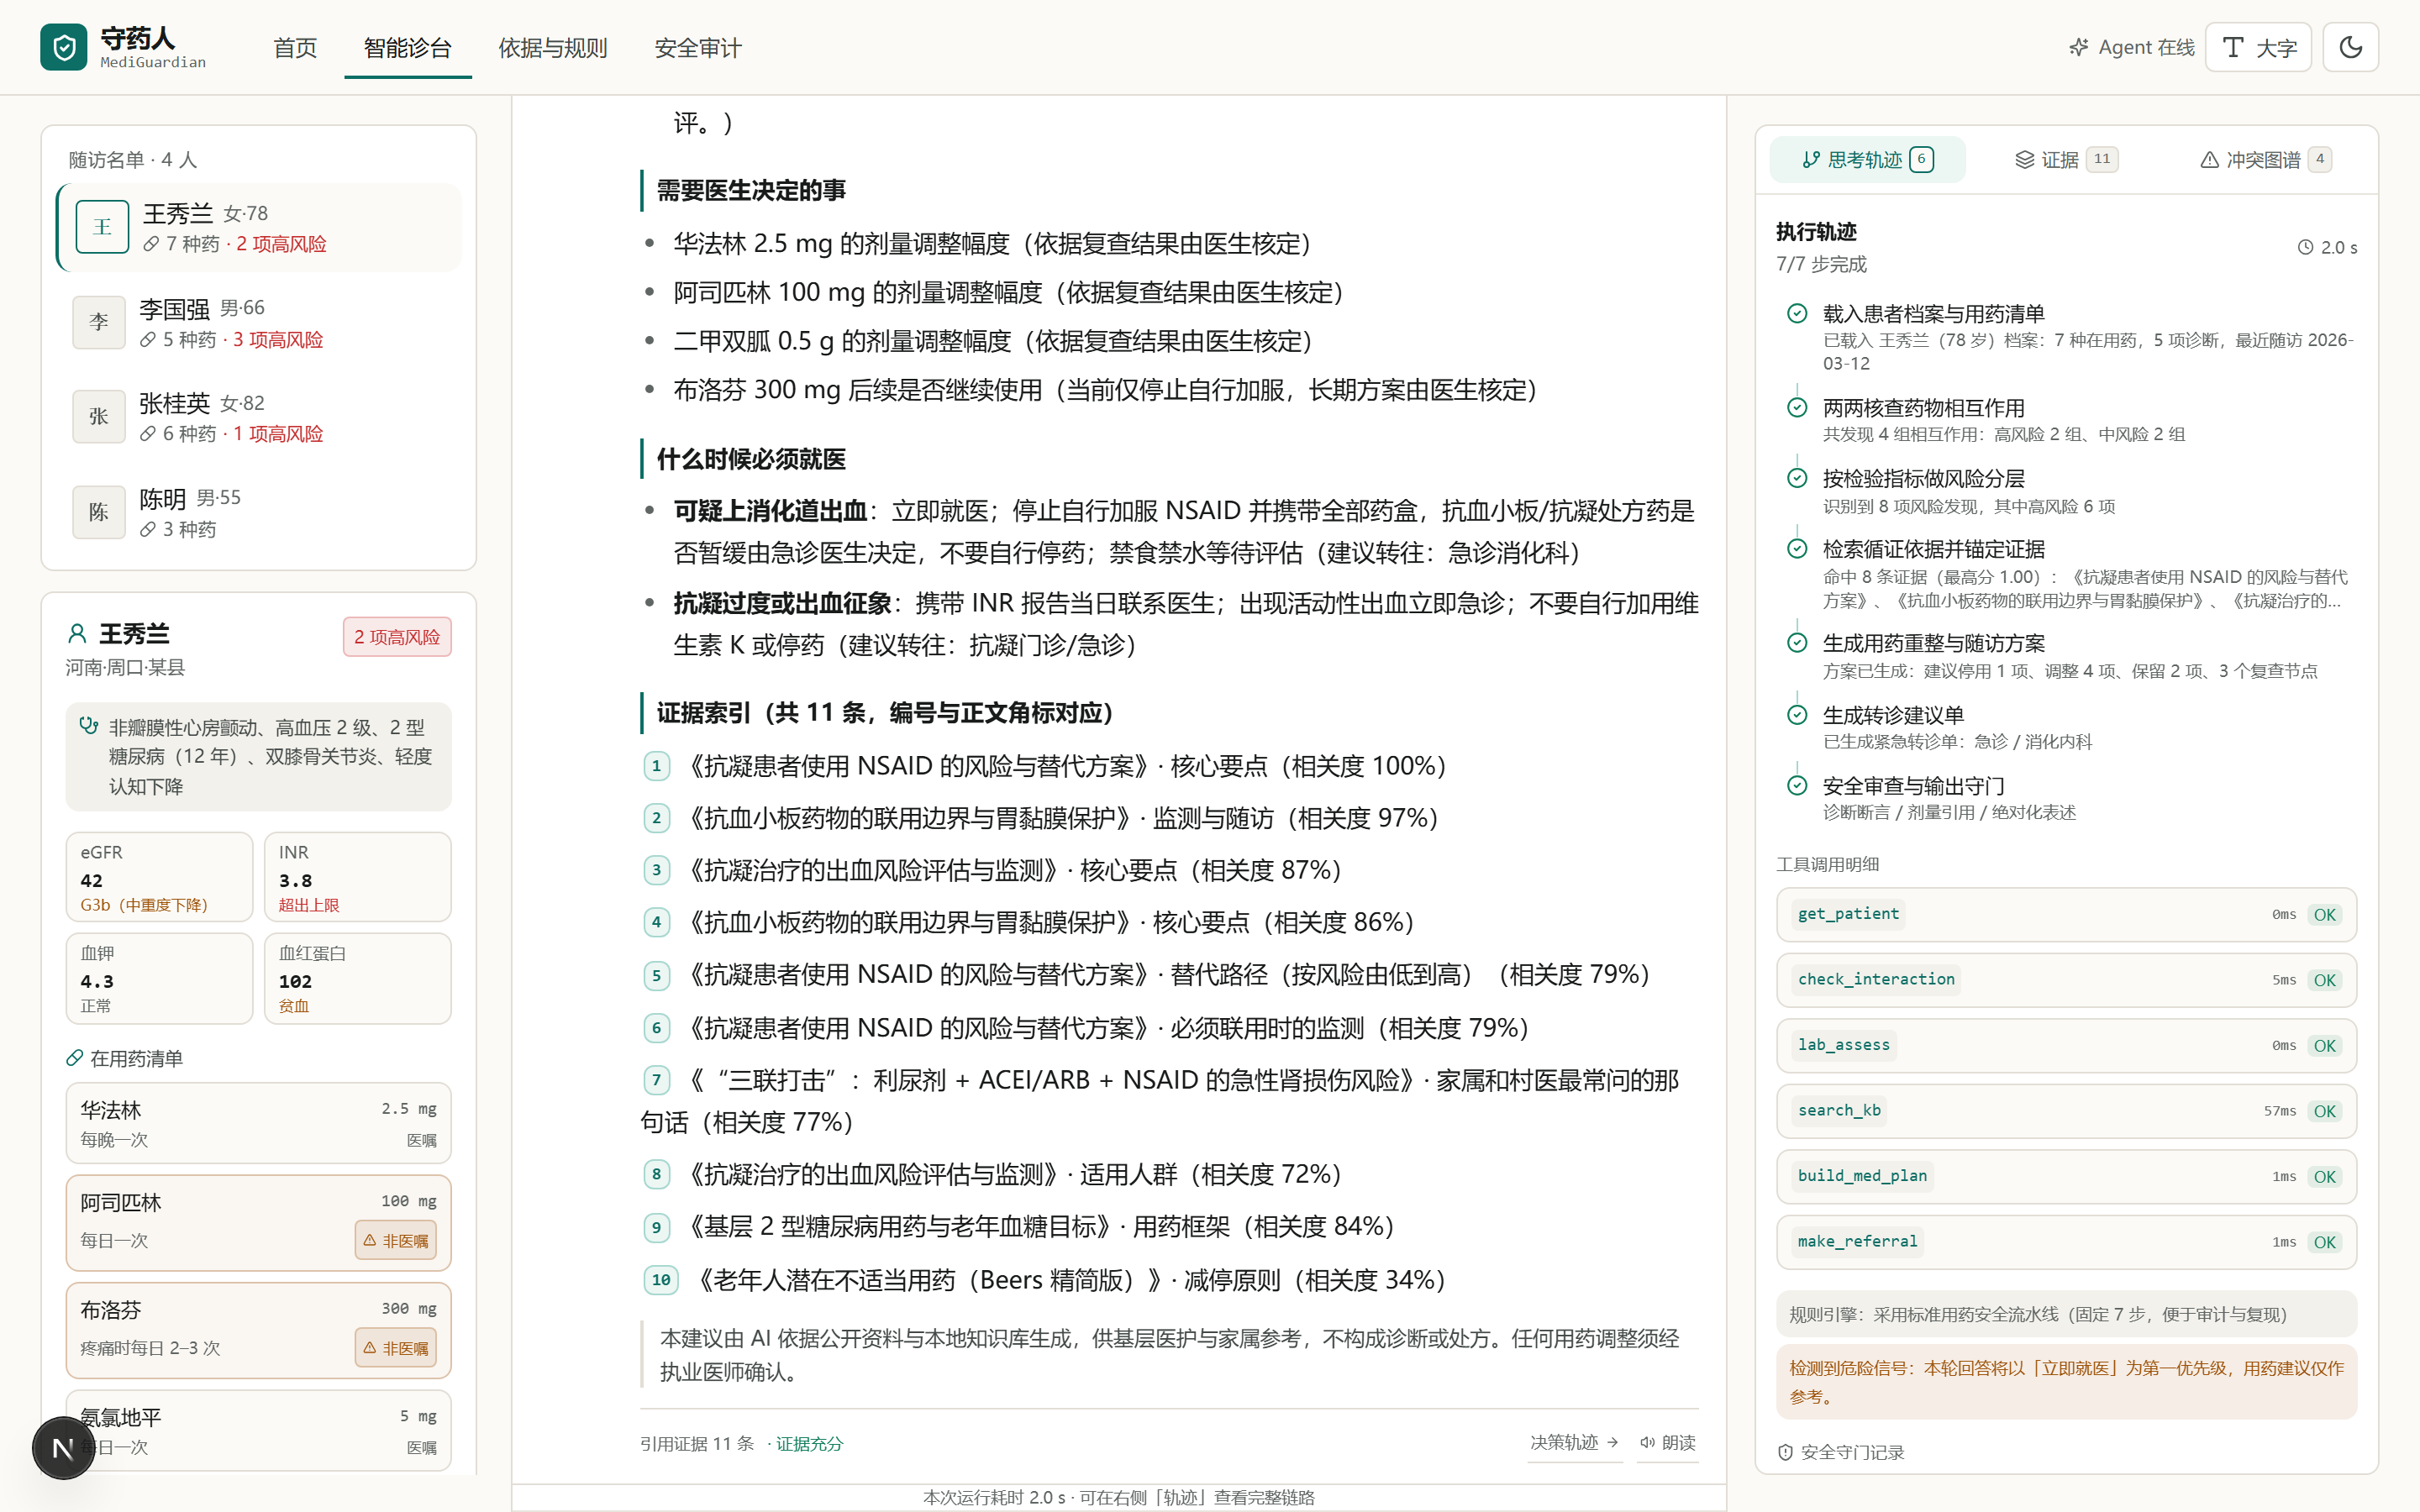 守药人
MediGuardian
首页
智能诊台
依据与规则
安全审计
Agent 在线
大字
随访名单 · 4 人
王
王秀兰 女·78
7 种药 · 2 项高风险
李
李国强 男·66
5 种药 · 3 项高风险
张
张桂英 女·82
6 种药 · 1 项高风险
陈
陈明 男·55
3 种药
王秀兰
2 项高风险
河南·周口·某县
非瓣膜性心房颤动、高血压 2 级、2 型
糖尿病（12 年）、双膝骨关节炎、轻度
认知下降
eGFR
42
G3b（中重度下降）
INR
3.8
超出上限
血钾
4.3
正常
血红蛋白
102
贫血
在用药清单
华法林
2.5 mg
每晚一次
医嘱
阿司匹林
100 mg
每日一次
非医嘱
布洛芬
300 mg
疼痛时每日 2–3 次
非医嘱
氨氯地平
5 mg
每日一次
医嘱
N
评。）
需要医生决定的事
华法林 2.5 mg 的剂量调整幅度（依据复查结果由医生核定）
阿司匹林 100 mg 的剂量调整幅度（依据复查结果由医生核定）
二甲双胍 0.5 g 的剂量调整幅度（依据复查结果由医生核定）
布洛芬 300 mg 后续是否继续使用（当前仅停止自行加服，长期方案由医生核定）
什么时候必须就医
可疑上消化道出血：立即就医；停止自行加服 NSAID 并携带全部药盒，抗血小板/抗凝处方药是
否暂缓由急诊医生决定，不要自行停药；禁食禁水等待评估（建议转往：急诊消化科）
抗凝过度或出血征象：携带 INR 报告当日联系医生；出现活动性出血立即急诊；不要自行加用维
生素 K 或停药（建议转往：抗凝门诊/急诊）
证据索引（共 11 条，编号与正文角标对应）
1 《抗凝患者使用 NSAID 的风险与替代方案》· 核心要点（相关度 100%）
2 《抗血小板药物的联用边界与胃黏膜保护》· 监测与随访（相关度 97%）
3 《抗凝治疗的出血风险评估与监测》· 核心要点（相关度 87%）
4 《抗血小板药物的联用边界与胃黏膜保护》· 核心要点（相关度 86%）
5 《抗凝患者使用 NSAID 的风险与替代方案》· 替代路径（按风险由低到高）（相关度 79%）
6 《抗凝患者使用 NSAID 的风险与替代方案》· 必须联用时的监测（相关度 79%）
7 《 “三联打击” ：利尿剂 + ACEI/ARB + NSAID 的急性肾损伤风险》· 家属和村医最常问的那
句话（相关度 77%）
8 《抗凝治疗的出血风险评估与监测》· 适用人群（相关度 72%）
9 《基层 2 型糖尿病用药与老年血糖目标》· 用药框架（相关度 84%）
10 《老年人潜在不适当用药（Beers 精简版）》· 减停原则（相关度 34%）
本建议由 AI 依据公开资料与本地知识库生成，供基层医护与家属参考，不构成诊断或处方。任何用药调整须经
执业医师确认。
引用证据 11 条 · 证据充分
决策轨迹 →
朗读
本次运行耗时 2.0 s · 可在右侧「轨迹」查看完整链路
思考轨迹 6
证据 11
冲突图谱 4
执行轨迹
7/7 步完成
2.0 s
载入患者档案与用药清单
已载入 王秀兰（78 岁）档案：7 种在用药，5 项诊断，最近随访 2026-
03-12
两两核查药物相互作用
共发现 4 组相互作用：高风险 2 组、中风险 2 组
按检验指标做风险分层
识别到 8 项风险发现，其中高风险 6 项
检索循证依据并锚定证据
命中 8 条证据（最高分 1.00）：《抗凝患者使用 NSAID 的风险与替代
方案》、《抗血小板药物的联用边界与胃黏膜保护》、《抗凝治疗的...
生成用药重整与随访方案
方案已生成：建议停用 1 项、调整 4 项、保留 2 项、3 个复查节点
生成转诊建议单
已生成紧急转诊单：急诊 / 消化内科
安全审查与输出守门
诊断断言 / 剂量引用 / 绝对化表述
工具调用明细
get_patient
0ms OK
check_interaction
5ms OK
lab_assess
0ms OK
search_kb
57ms OK
build_med_plan
1ms OK
make_referral
1ms OK
规则引擎：采用标准用药安全流水线（固定 7 步，便于审计与复现）
检测到危险信号：本轮回答将以「立即就医」为第一优先级，用药建议仅作
参考。
安全守门记录